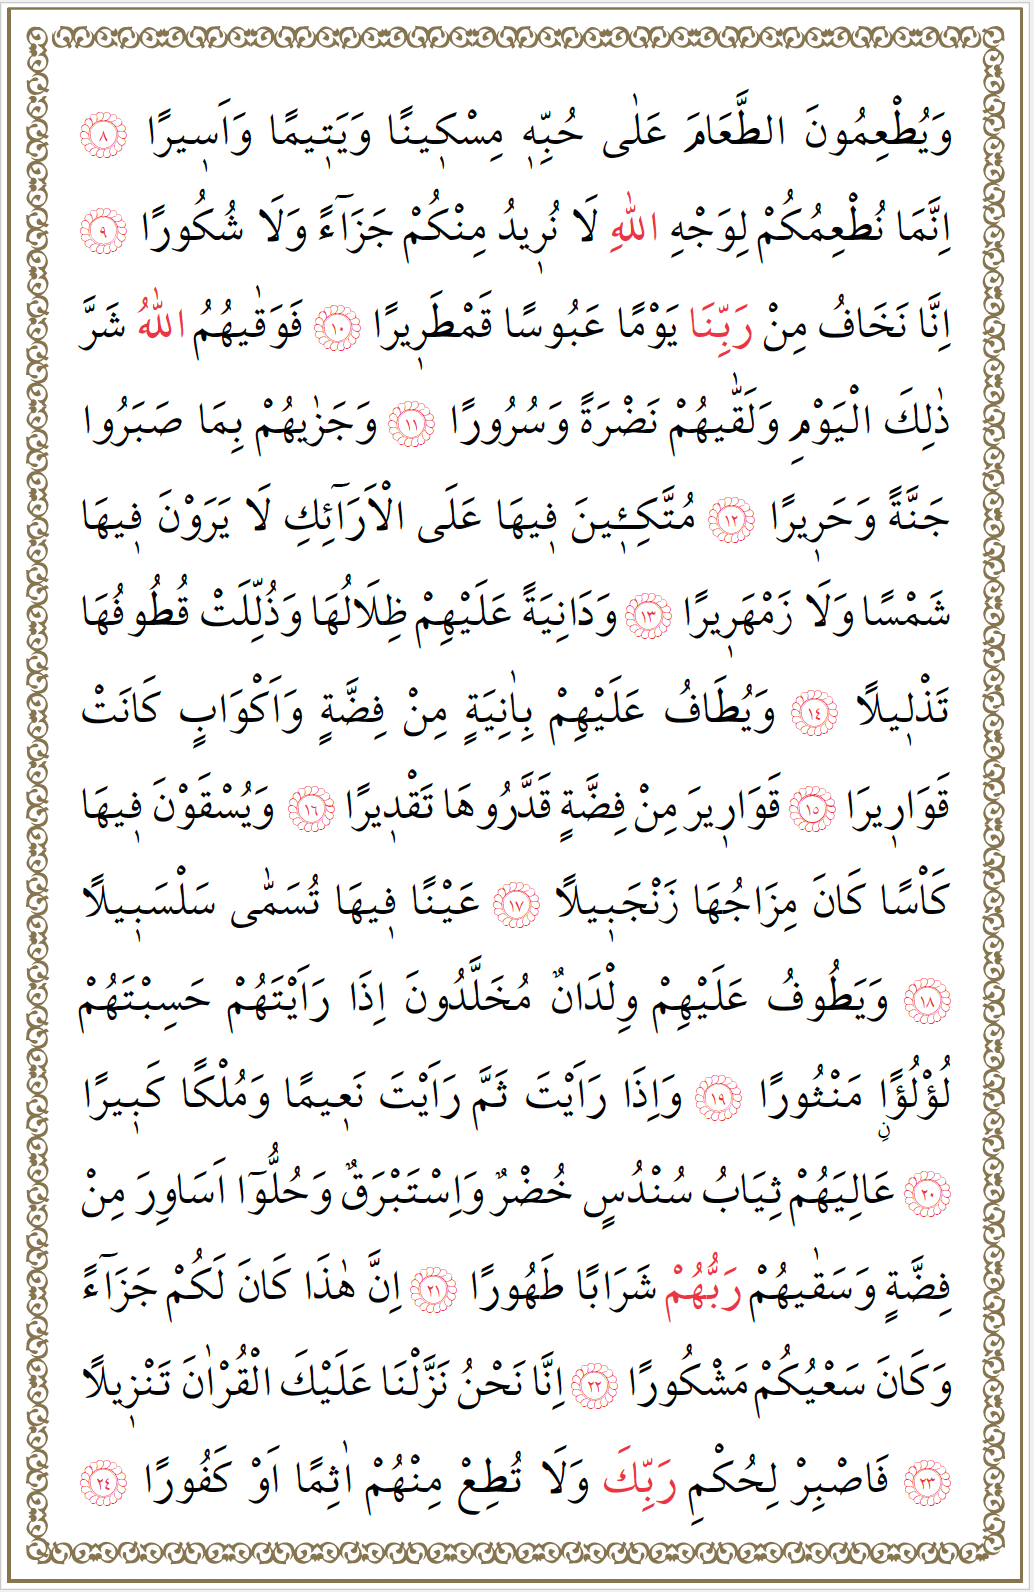 وَيُطْعِمُونَ الطَّعَامَ عَلٰى حُبِّهٖ مِسْكٖينًا وَيَتٖيمًا وَاَسٖيرًا ﴿٨﴾
اِنَّمَا نُطْعِمُكُمْ لِوَجْهِ اللّٰهِ لَا نُرٖيدُ مِنْكُمْ جَزَٓاءً وَلَا شُكُورًا ﴿٩﴾
اِنَّا نَخَافُ مِنْ رَبِّنَا يَوْمًا عَبُوسًا قَمْطَرٖيرًا ﴿١٠﴾ فَوَقٰيهُمُ اللّٰهُ شَرَّ
ذٰلِكَ الْيَوْمِ وَلَقّٰيهُمْ نَضْرَةً وَسُرُورًا ﴿١١﴾ وَجَزٰيهُمْ بِمَا صَبَرُوا
جَنَّةً وَحَرٖيرًا ﴿١٢﴾ مُتَّكِـٖٔينَ فٖيهَا عَلَى الْاَرَٓائِكِ لَا يَرَوْنَ فٖيهَا
شَمْسًا وَلَا زَمْهَرٖيرًا ﴿١٣﴾ وَدَانِيَةً عَلَيْهِمْ ظِلَالُهَا وَذُلِّلَتْ قُطُوفُهَا
تَذْلٖيلًا ﴿١٤﴾ وَيُطَافُ عَلَيْهِمْ بِاٰنِيَةٍ مِنْ فِضَّةٍ وَاَكْوَابٍ كَانَتْ
قَوَارٖيرَا ﴿١٥﴾ قَوَارٖيرَ مِنْ فِضَّةٍ قَدَّرُوهَا تَقْدٖيرًا ﴿١٦﴾ وَيُسْقَوْنَ فٖيهَا
كَاْسًا كَانَ مِزَاجُهَا زَنْجَبٖيلًا ﴿١٧﴾ عَيْنًا فٖيهَا تُسَمّٰى سَلْسَبٖيلًا
﴿١٨﴾ وَيَطُوفُ عَلَيْهِمْ وِلْدَانٌ مُخَلَّدُونَ اِذَا رَاَيْتَهُمْ حَسِبْتَهُمْ
لُؤْلُؤًۭا مَنْثُورًا ﴿١٩﴾ وَاِذَا رَاَيْتَ ثَمَّ رَاَيْتَ نَعٖيمًا وَمُلْكًا كَبٖيرًا
﴿٢٠﴾ عَالِيَهُمْ ثِيَابُ سُنْدُسٍ خُضْرٌ وَاِسْتَبْرَقٌ وَحُلُّوٓا اَسَاوِرَ مِنْ
فِضَّةٍ وَسَقٰيهُمْ رَبُّهُمْ شَرَابًا طَهُورًا ﴿٢١﴾ اِنَّ هٰذَا كَانَ لَكُمْ جَزَٓاءً
وَكَانَ سَعْيُكُمْ مَشْكُورًا ﴿٢٢﴾ اِنَّا نَحْنُ نَزَّلْنَا عَلَيْكَ الْقُرْاٰنَ تَنْزٖيلًا
﴿٢٣﴾ فَاصْبِرْ لِحُكْمِ رَبِّكَ وَلَا تُطِعْ مِنْهُمْ اٰثِمًا اَوْ كَفُورًا ﴿٢٤﴾